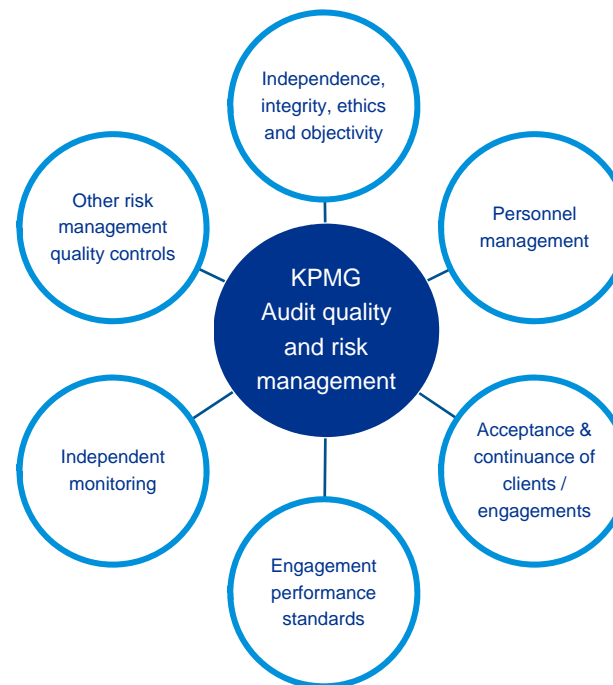 Independence,
integrity, ethics
and objectivity
Other risk
management
quality controls
Personnel
management
KPMG
Audit quality
and risk
management
Independent
monitoring
Acceptance &
continuance of
clients /
engagements
Engagement
performance
standards